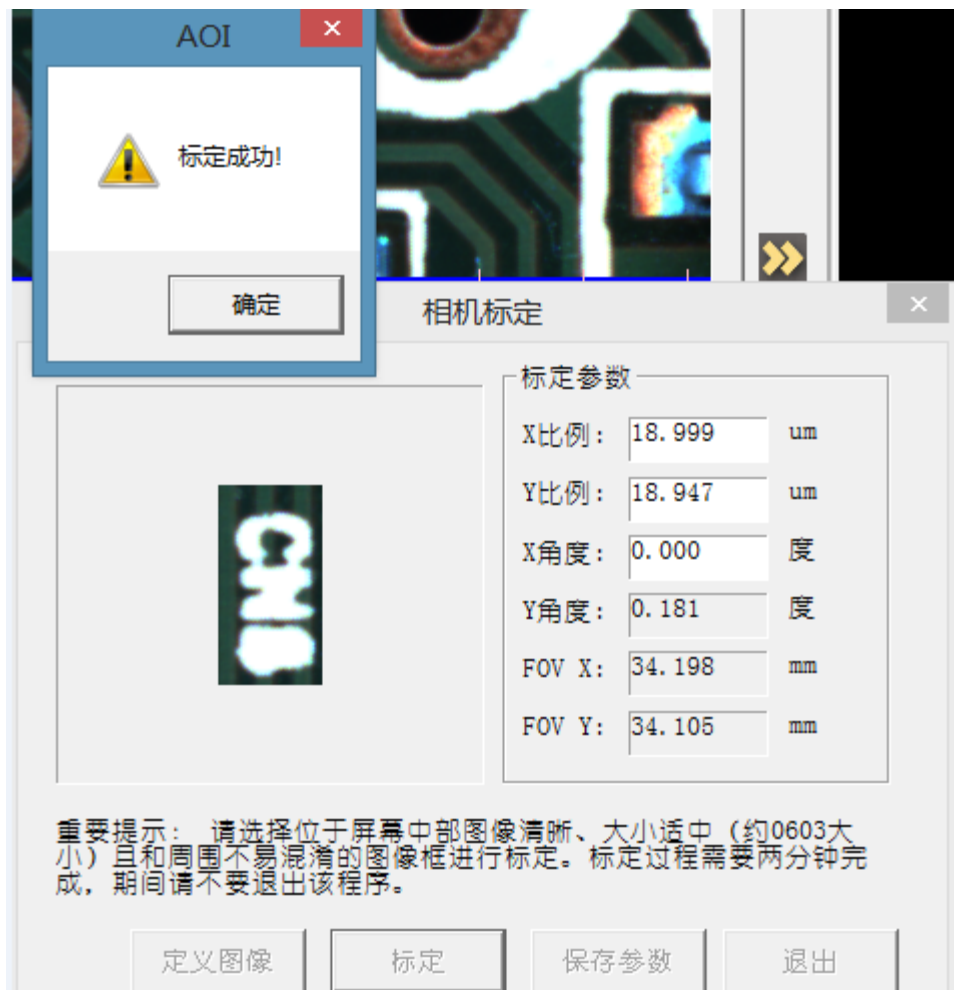 AOI
标定成功!
确定
相机标定
标定参数
X比例: 18.999 um
Y比例: 18.947 um
X角度: 0.000 度
Y角度: 0.181 度
FOV X: 34.198 mm
FOV Y: 34.105 mm
重要提示: 请选择位于屏幕中部图像清晰、大小适中（约0603大
小）且和周围不易混淆的图像框进行标定。标定过程需要两分钟完
成，期间请不要退出该程序。
定义图像
标定
保存参数
退出